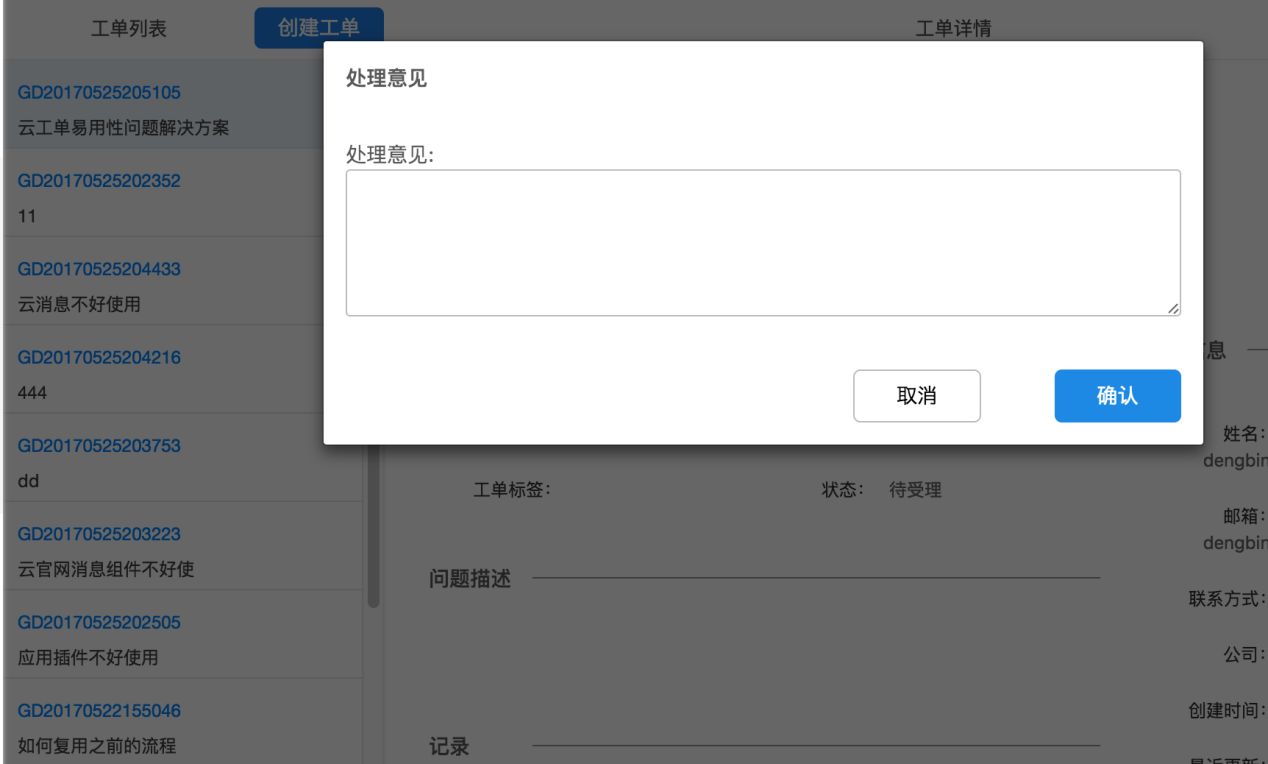 工单列表
创建工单
工单详情
处理意见
处理意见:
取消
确认
GD20170525205105
云工单易用性问题解决方案
GD20170525202352
11
GD20170525204433
云消息不好使用
GD20170525204216
444
GD20170525203753
dd
GD20170525203223
云官网消息组件不好使
GD20170525202505
应用插件不好使用
GD20170522155046
如何复用之前的流程
工单标签:
状态: 待受理
问题描述
记录
息
姓名:
dengbin
邮箱:
dengbin
联系方式:
公司:
创建时间:
最近更新: